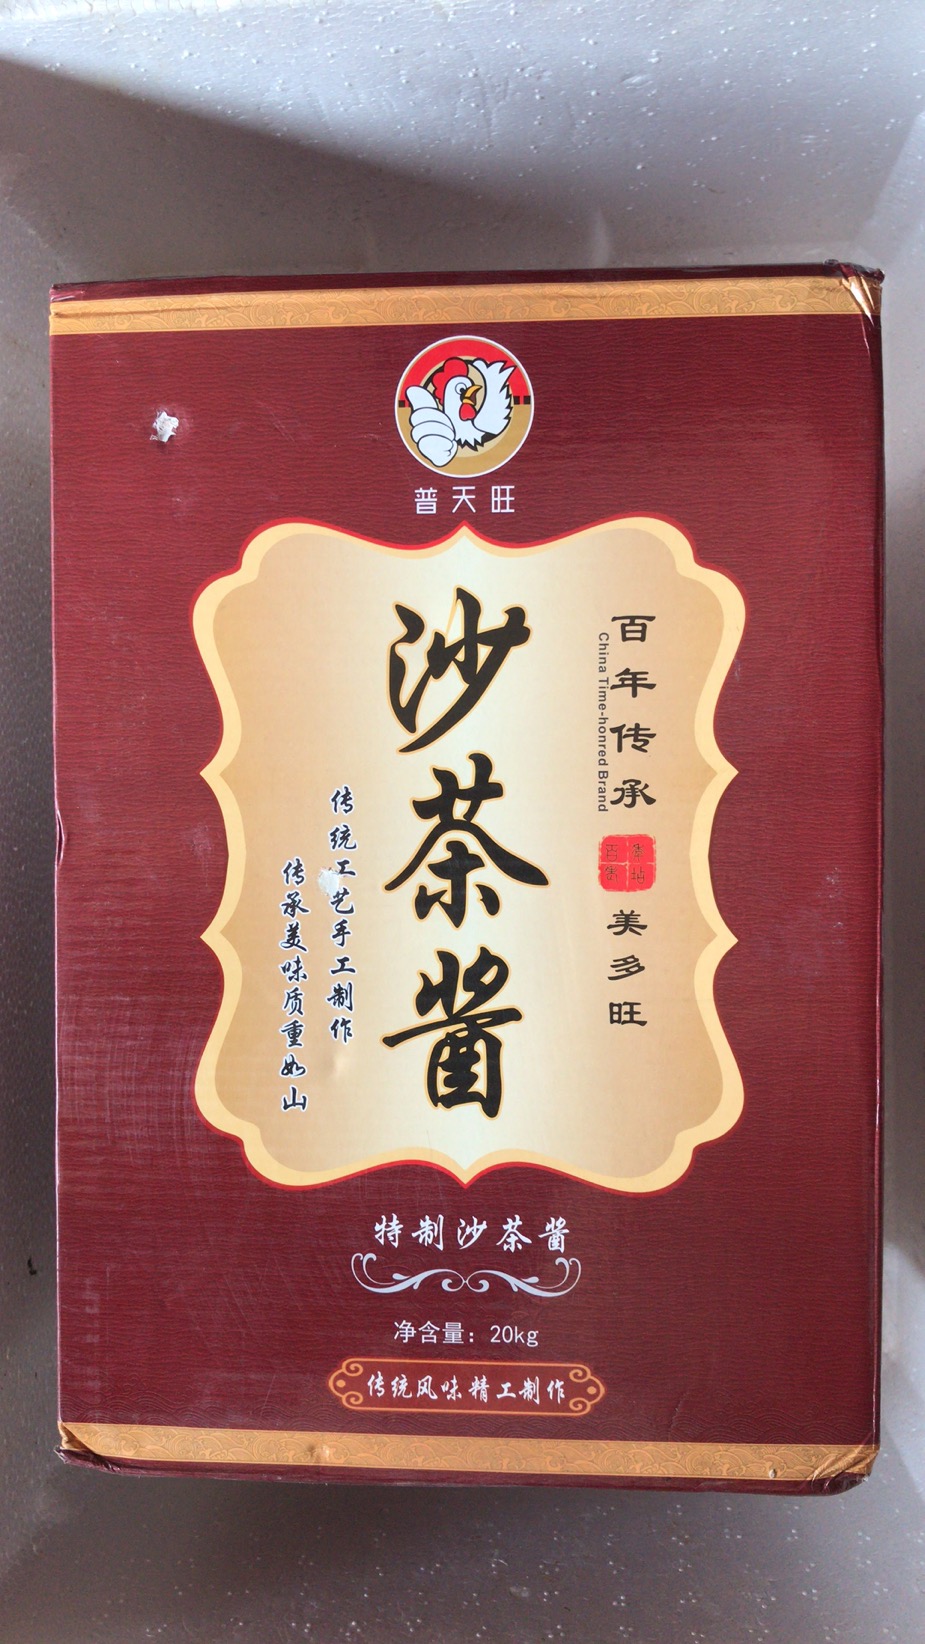 普天旺
百年传承
China Time-honred Brand
美多旺
沙茶酱
传统工艺手工制作
传承美味质重如山
特制沙茶酱
净含量：20kg
传统风味精工制作